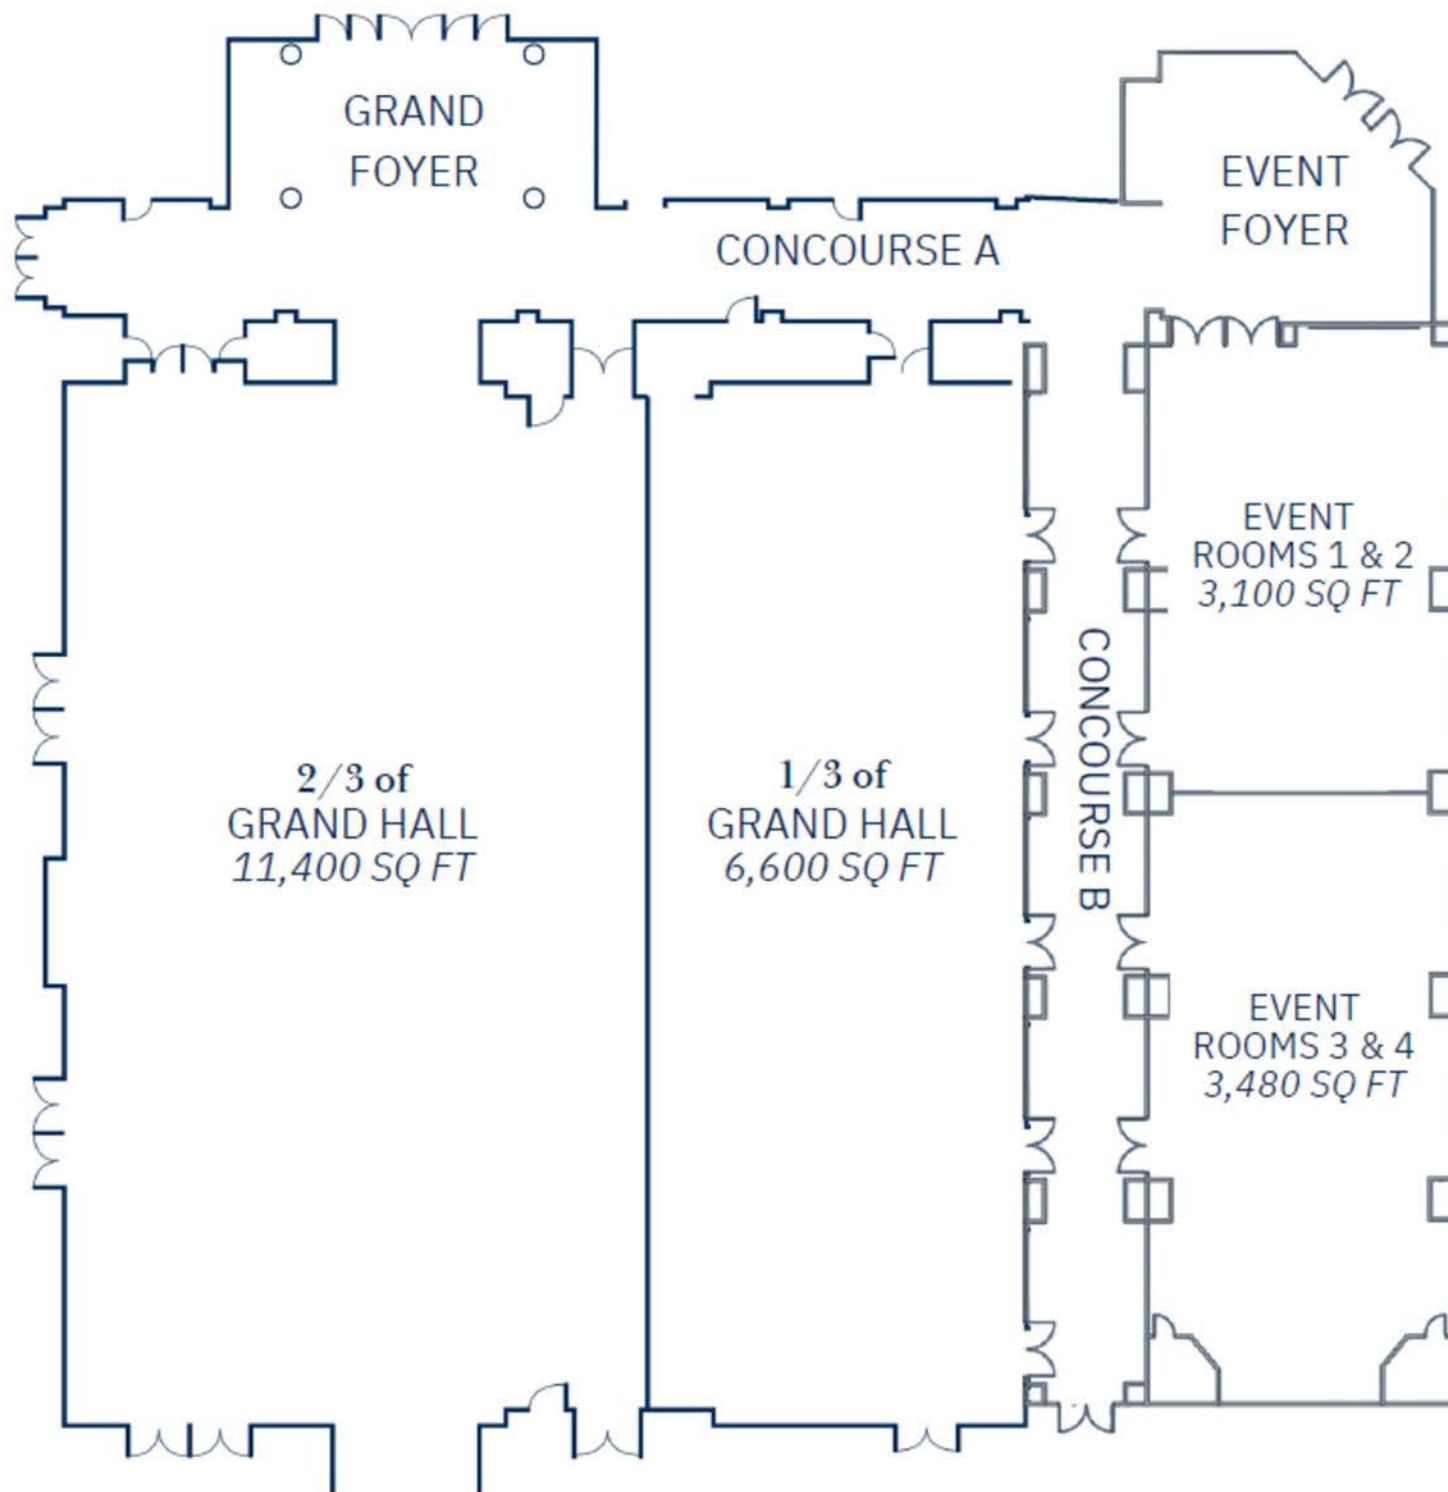 GRAND
FOYER
EVENT
FOYER
CONCOURSE A
EVENT
ROOMS 1 & 2
3,100 SQ FT
CONCOURSE B
2/3 of
GRAND HALL
11,400 SQ FT
1/3 of
GRAND HALL
6,600 SQ FT
EVENT
ROOMS 3 & 4
3,480 SQ FT